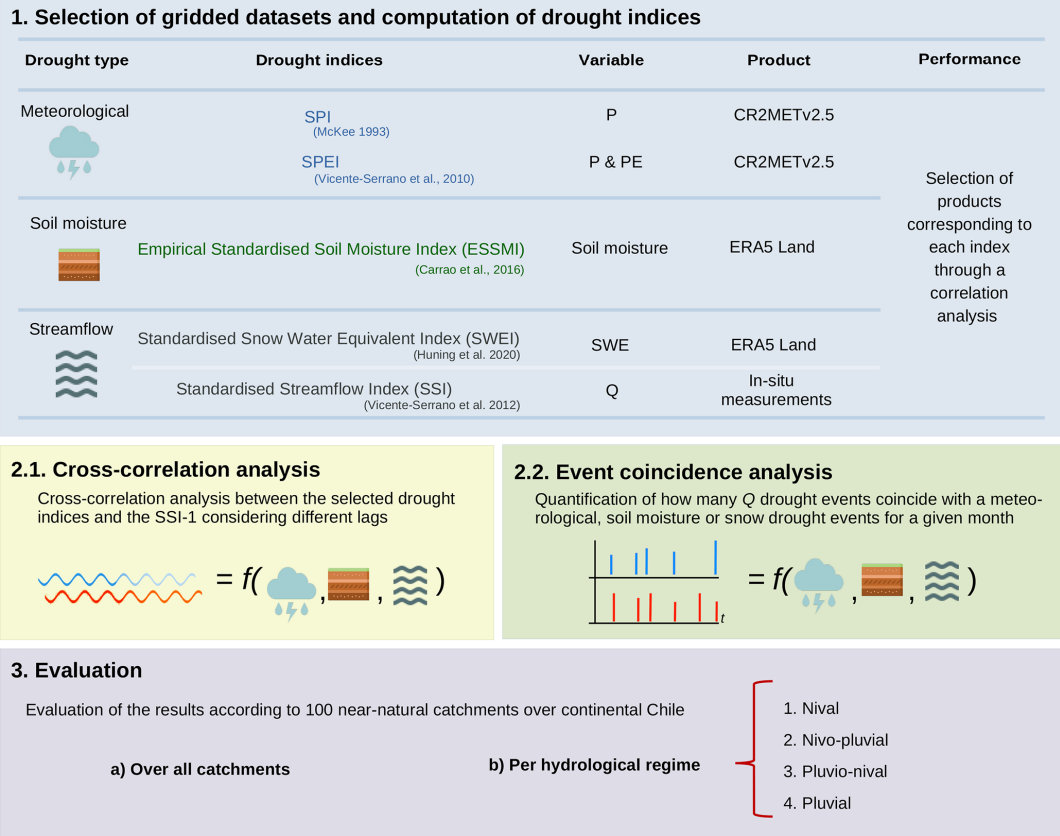 1. Selection of gridded datasets and computation of drought indices
Drought type
Drought indices
Variable
Product
Performance
Meteorological
SPI
(McKee 1993)
P
CR2METv2.5
SPEI
(Vicente-Serrano et al., 2010)
P & PE
CR2METv2.5
Soil moisture
Empirical Standardised Soil Moisture Index (ESSMI)
(Carrao et al., 2016)
Soil moisture
ERA5 Land
Streamflow
Standardised Snow Water Equivalent Index (SWEI)
(Huning et al. 2020)
SWE
ERA5 Land
Standardised Streamflow Index (SSI)
(Vicente-Serrano et al. 2012)
Q
In-situ
measurements
Selection of
products
corresponding to
each index
through a
correlation
analysis
2.1. Cross-correlation analysis
Cross-correlation analysis between the selected drought
indices and the SSI-1 considering different lags
= f( , , )
2.2. Event coincidence analysis
Quantification of how many Q drought events coincide with a meteo-
rological, soil moisture or snow drought events for a given month
t
= f( , , )
3. Evaluation
Evaluation of the results according to 100 near-natural catchments over continental Chile
a) Over all catchments
b) Per hydrological regime
1. Nival
2. Nivo-pluvial
3. Pluvio-nival
4. Pluvial